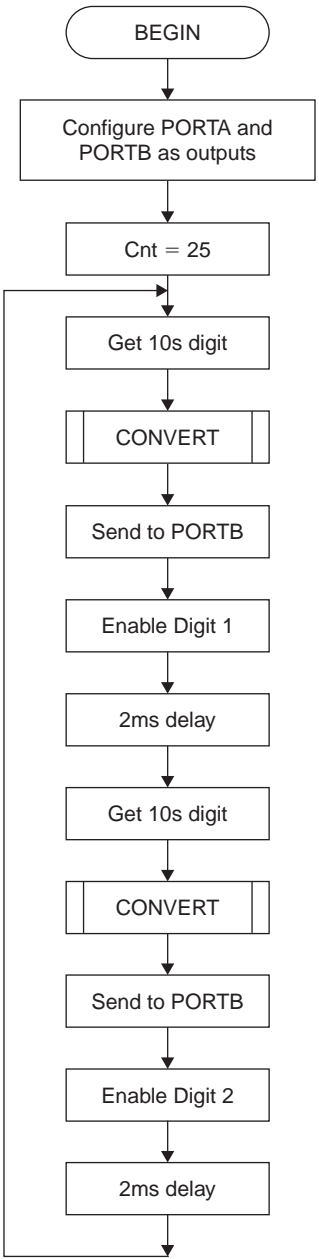 BEGIN
Configure PORTA and
PORTB as outputs
Cnt = 25
Get 10s digit
CONVERT
Send to PORTB
Enable Digit 1
2ms delay
Get 10s digit
CONVERT
Send to PORTB
Enable Digit 2
2ms delay